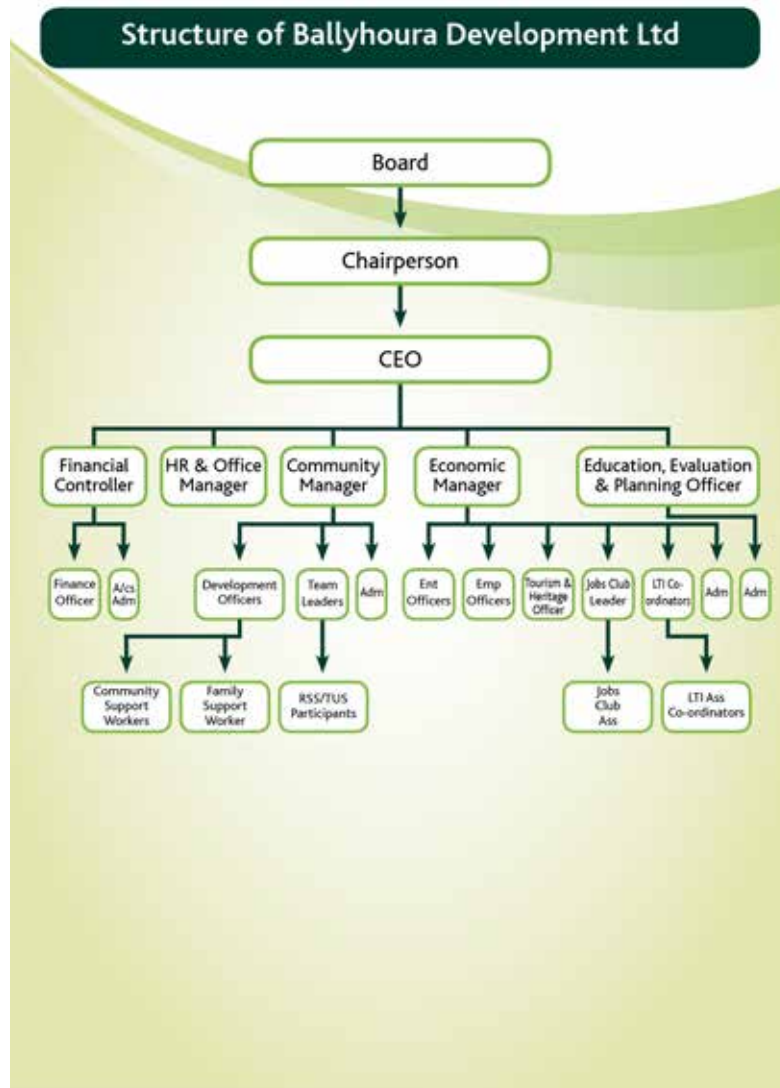 Structure of Ballyhoura Development Ltd
Board
Chairperson
CEO
Financial
Controller
HR & Office
Manager
Community
Manager
Economic
Manager
Education, Evaluation
& Planning Officer
Finance
Officer
A/cs
Adm
Development
Officers
Team
Leaders
Adm
Ent
Officers
Emp
Officers
Tourism &
Heritage
Officer
Jobs Club
Leader
LTI Co-
ordinators
Adm
Adm
Community
Support
Workers
Family
Support
Worker
RSS/TUS
Participants
Jobs
Club
Ass
LTI Ass
Co-ordinators